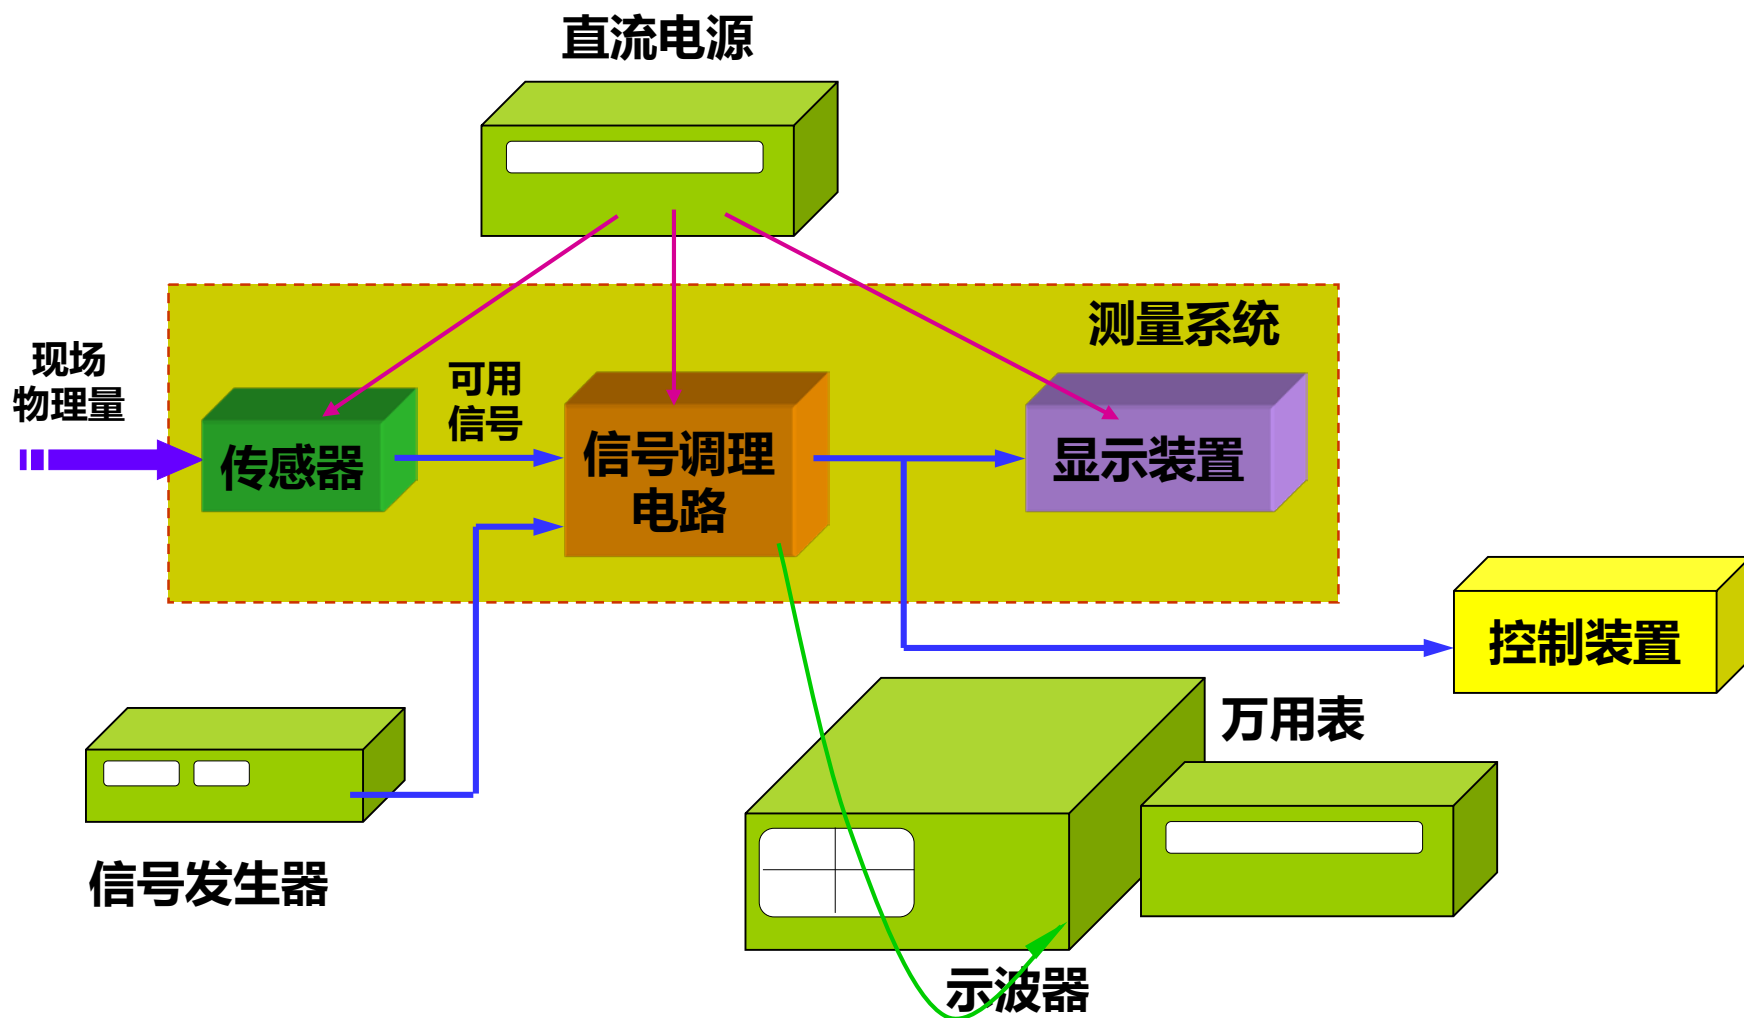 直流电源
测量系统
现场
物理量
可用
信号
传感器
信号调理
电路
显示装置
控制装置
万用表
信号发生器
示波器